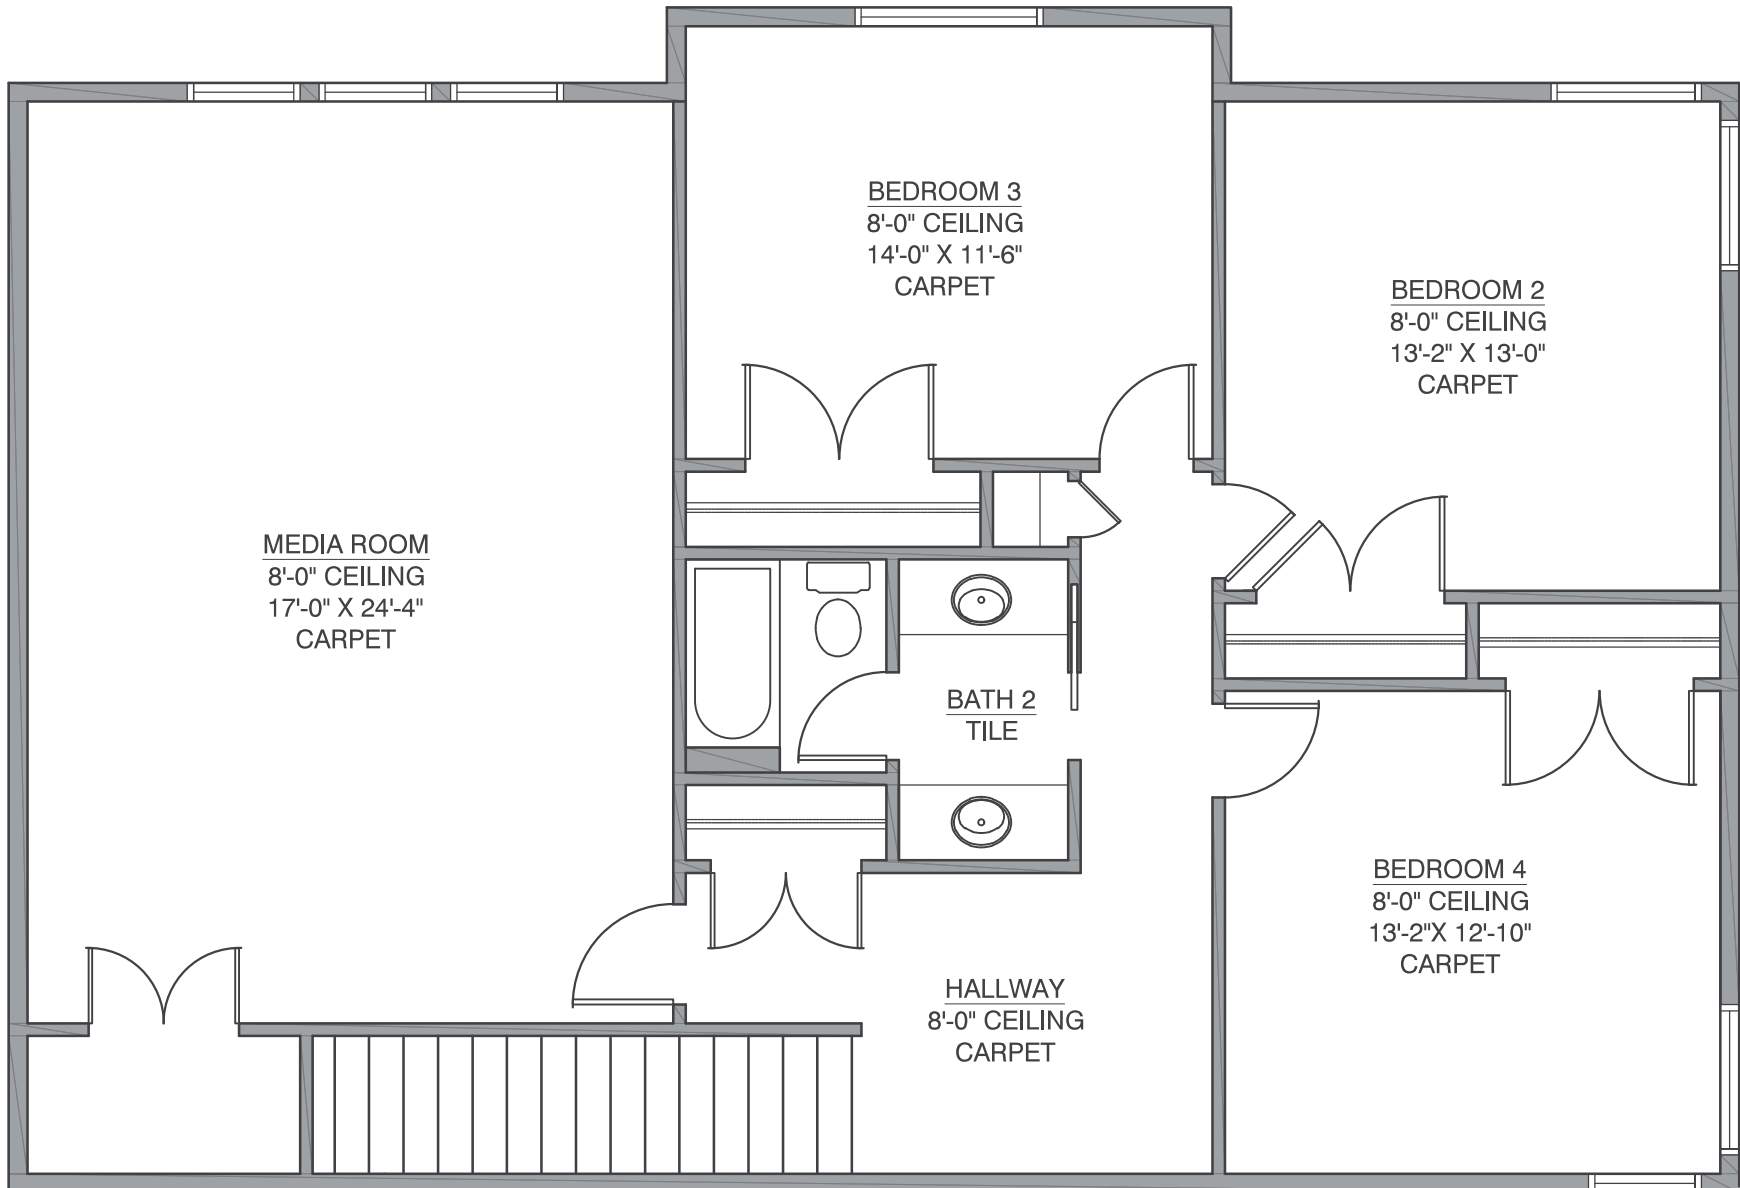 BEDROOM 3
8'-0" CEILING
14'-0" X 11'-6"
CARPET
BEDROOM 2
8'-0" CEILING
13'-2" X 13'-0"
CARPET
MEDIA ROOM
8'-0" CEILING
17'-0" X 24'-4"
CARPET
BATH 2
TILE
BEDROOM 4
8'-0" CEILING
13'-2"X 12'-10"
CARPET
HALLWAY
8'-0" CEILING
CARPET